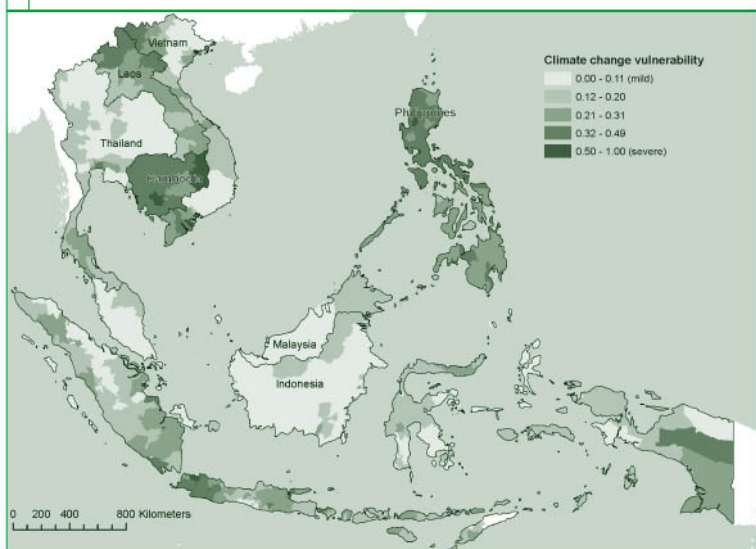 Vietnam
Laos
Thailand
Cambodia
Philippines
Malaysia
Indonesia
Climate change vulnerability
0.00 - 0.11 (mild)
0.12 - 0.20
0.21 - 0.31
0.32 - 0.49
0.50 - 1.00 (severe)
0 200 400 800 Kilometers